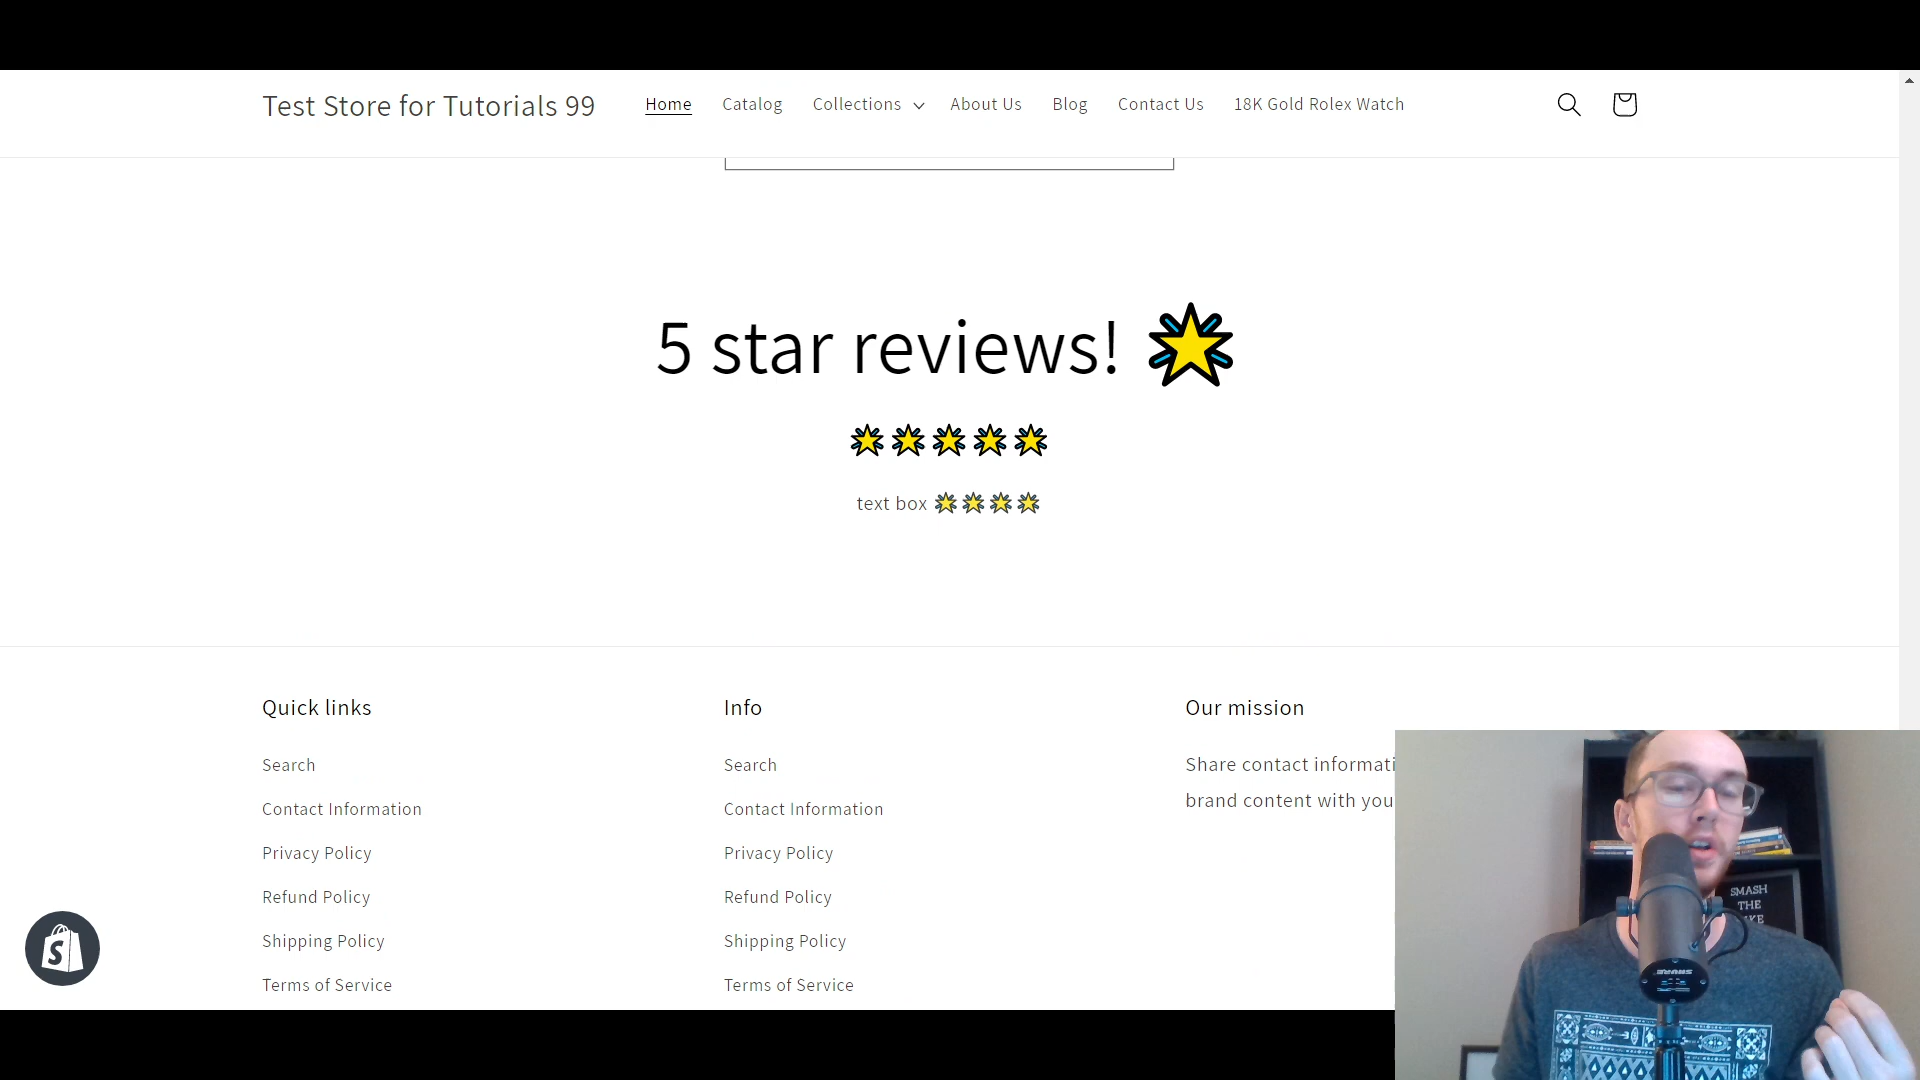 Test Store for Tutorials 99
Home Catalog Collections About Us Blog Contact Us 18K Gold Rolex Watch
5 star reviews! 🌟
🌟🌟🌟🌟🌟
text box 🌟🌟🌟🌟
Quick links
Search
Contact Information
Privacy Policy
Refund Policy
Shipping Policy
Terms of Service
Info
Search
Contact Information
Privacy Policy
Refund Policy
Shipping Policy
Terms of Service
Our mission
Share contact informati
brand content with you
SMASH
THE
SHURE